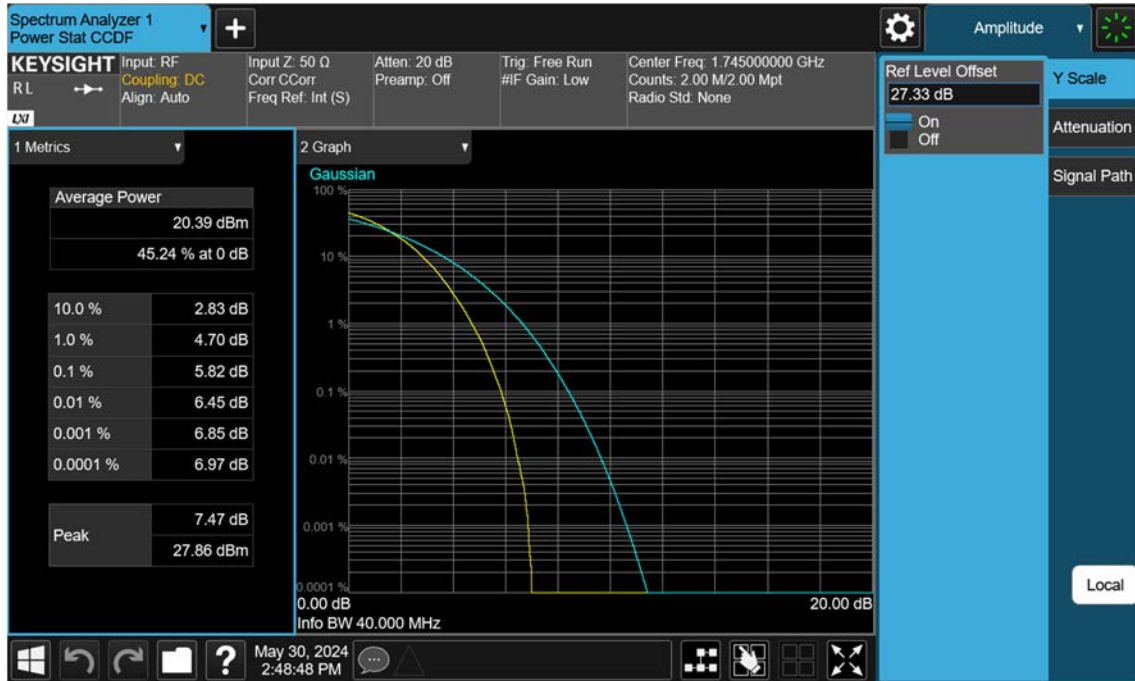 Spectrum Analyzer 1
Power Stat CCDF
Amplitude
KEYSIGHT
R L
LXI
Input: RF
Coupling: DC
Align: Auto
Input Z: 50 Ω
Corr CCorr
Freq Ref: Int (S)
Atten: 20 dB
Preamp: Off
Trig: Free Run
#IF Gain: Low
Center Freq: 1.745000000 GHz
Counts: 2.00 M/2.00 Mpt
Radio Std: None
Ref Level Offset
27.33 dB
On
Off
Y Scale
Attenuation
Signal Path
1 Metrics
Average Power
20.39 dBm
45.24 % at 0 dB
10.0 % 2.83 dB
1.0 % 4.70 dB
0.1 % 5.82 dB
0.01 % 6.45 dB
0.001 % 6.85 dB
0.0001 % 6.97 dB
Peak
7.47 dB
27.86 dBm
2 Graph
Gaussian
100 %
10 %
1 %
0.1 %
0.01 %
0.001 %
0.0001 %
0.00 dB 20.00 dB
Info BW 40.000 MHz
Local
?
May 30, 2024
2:48:48 PM